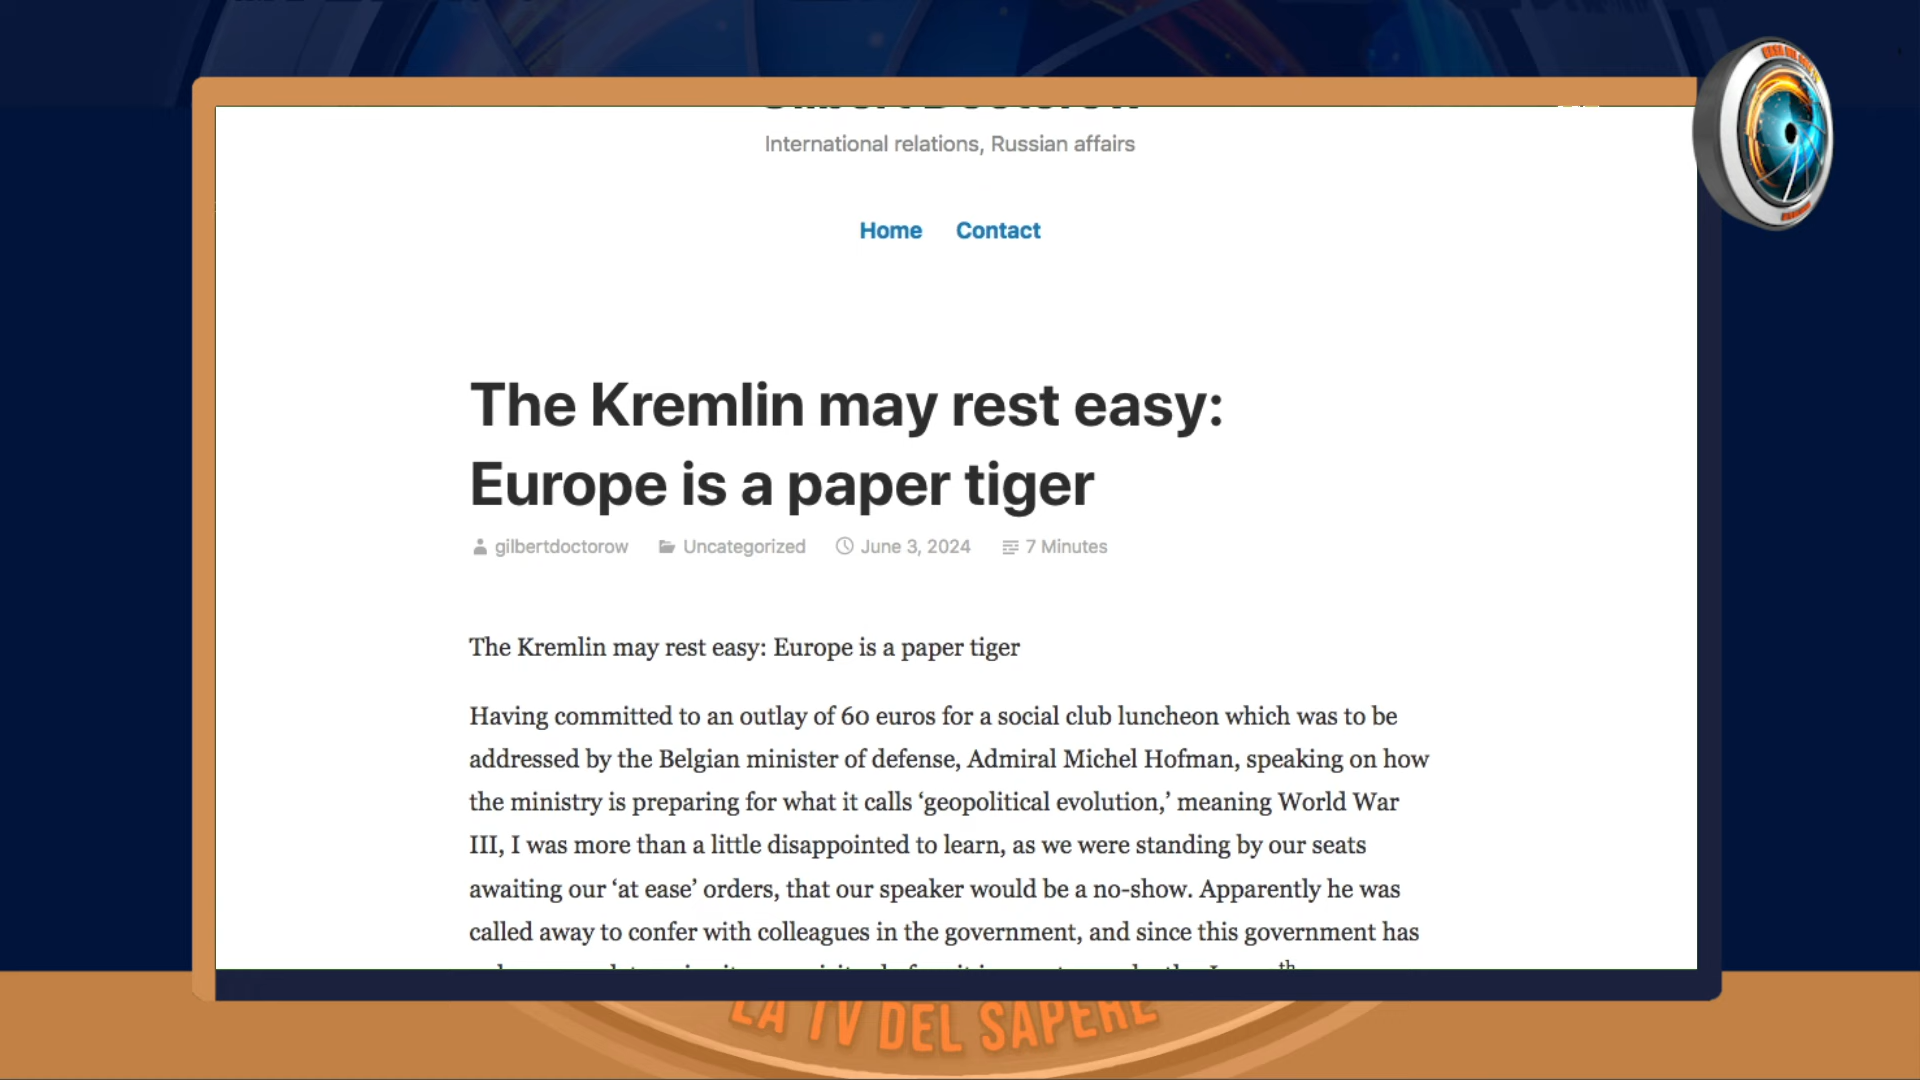 International relations, Russian affairs
Home Contact
The Kremlin may rest easy:
Europe is a paper tiger
gilbertdoctorow Uncategorized June 3, 2024 7 Minutes
The Kremlin may rest easy: Europe is a paper tiger
Having committed to an outlay of 60 euros for a social club luncheon which was to be
addressed by the Belgian minister of defense, Admiral Michel Hofman, speaking on how
the ministry is preparing for what it calls ‘geopolitical evolution,’ meaning World War
III, I was more than a little disappointed to learn, as we were standing by our seats
awaiting our ‘at ease’ orders, that our speaker would be a no-show. Apparently he was
called away to confer with colleagues in the government, and since this government has
LA TV DEL SAPERE